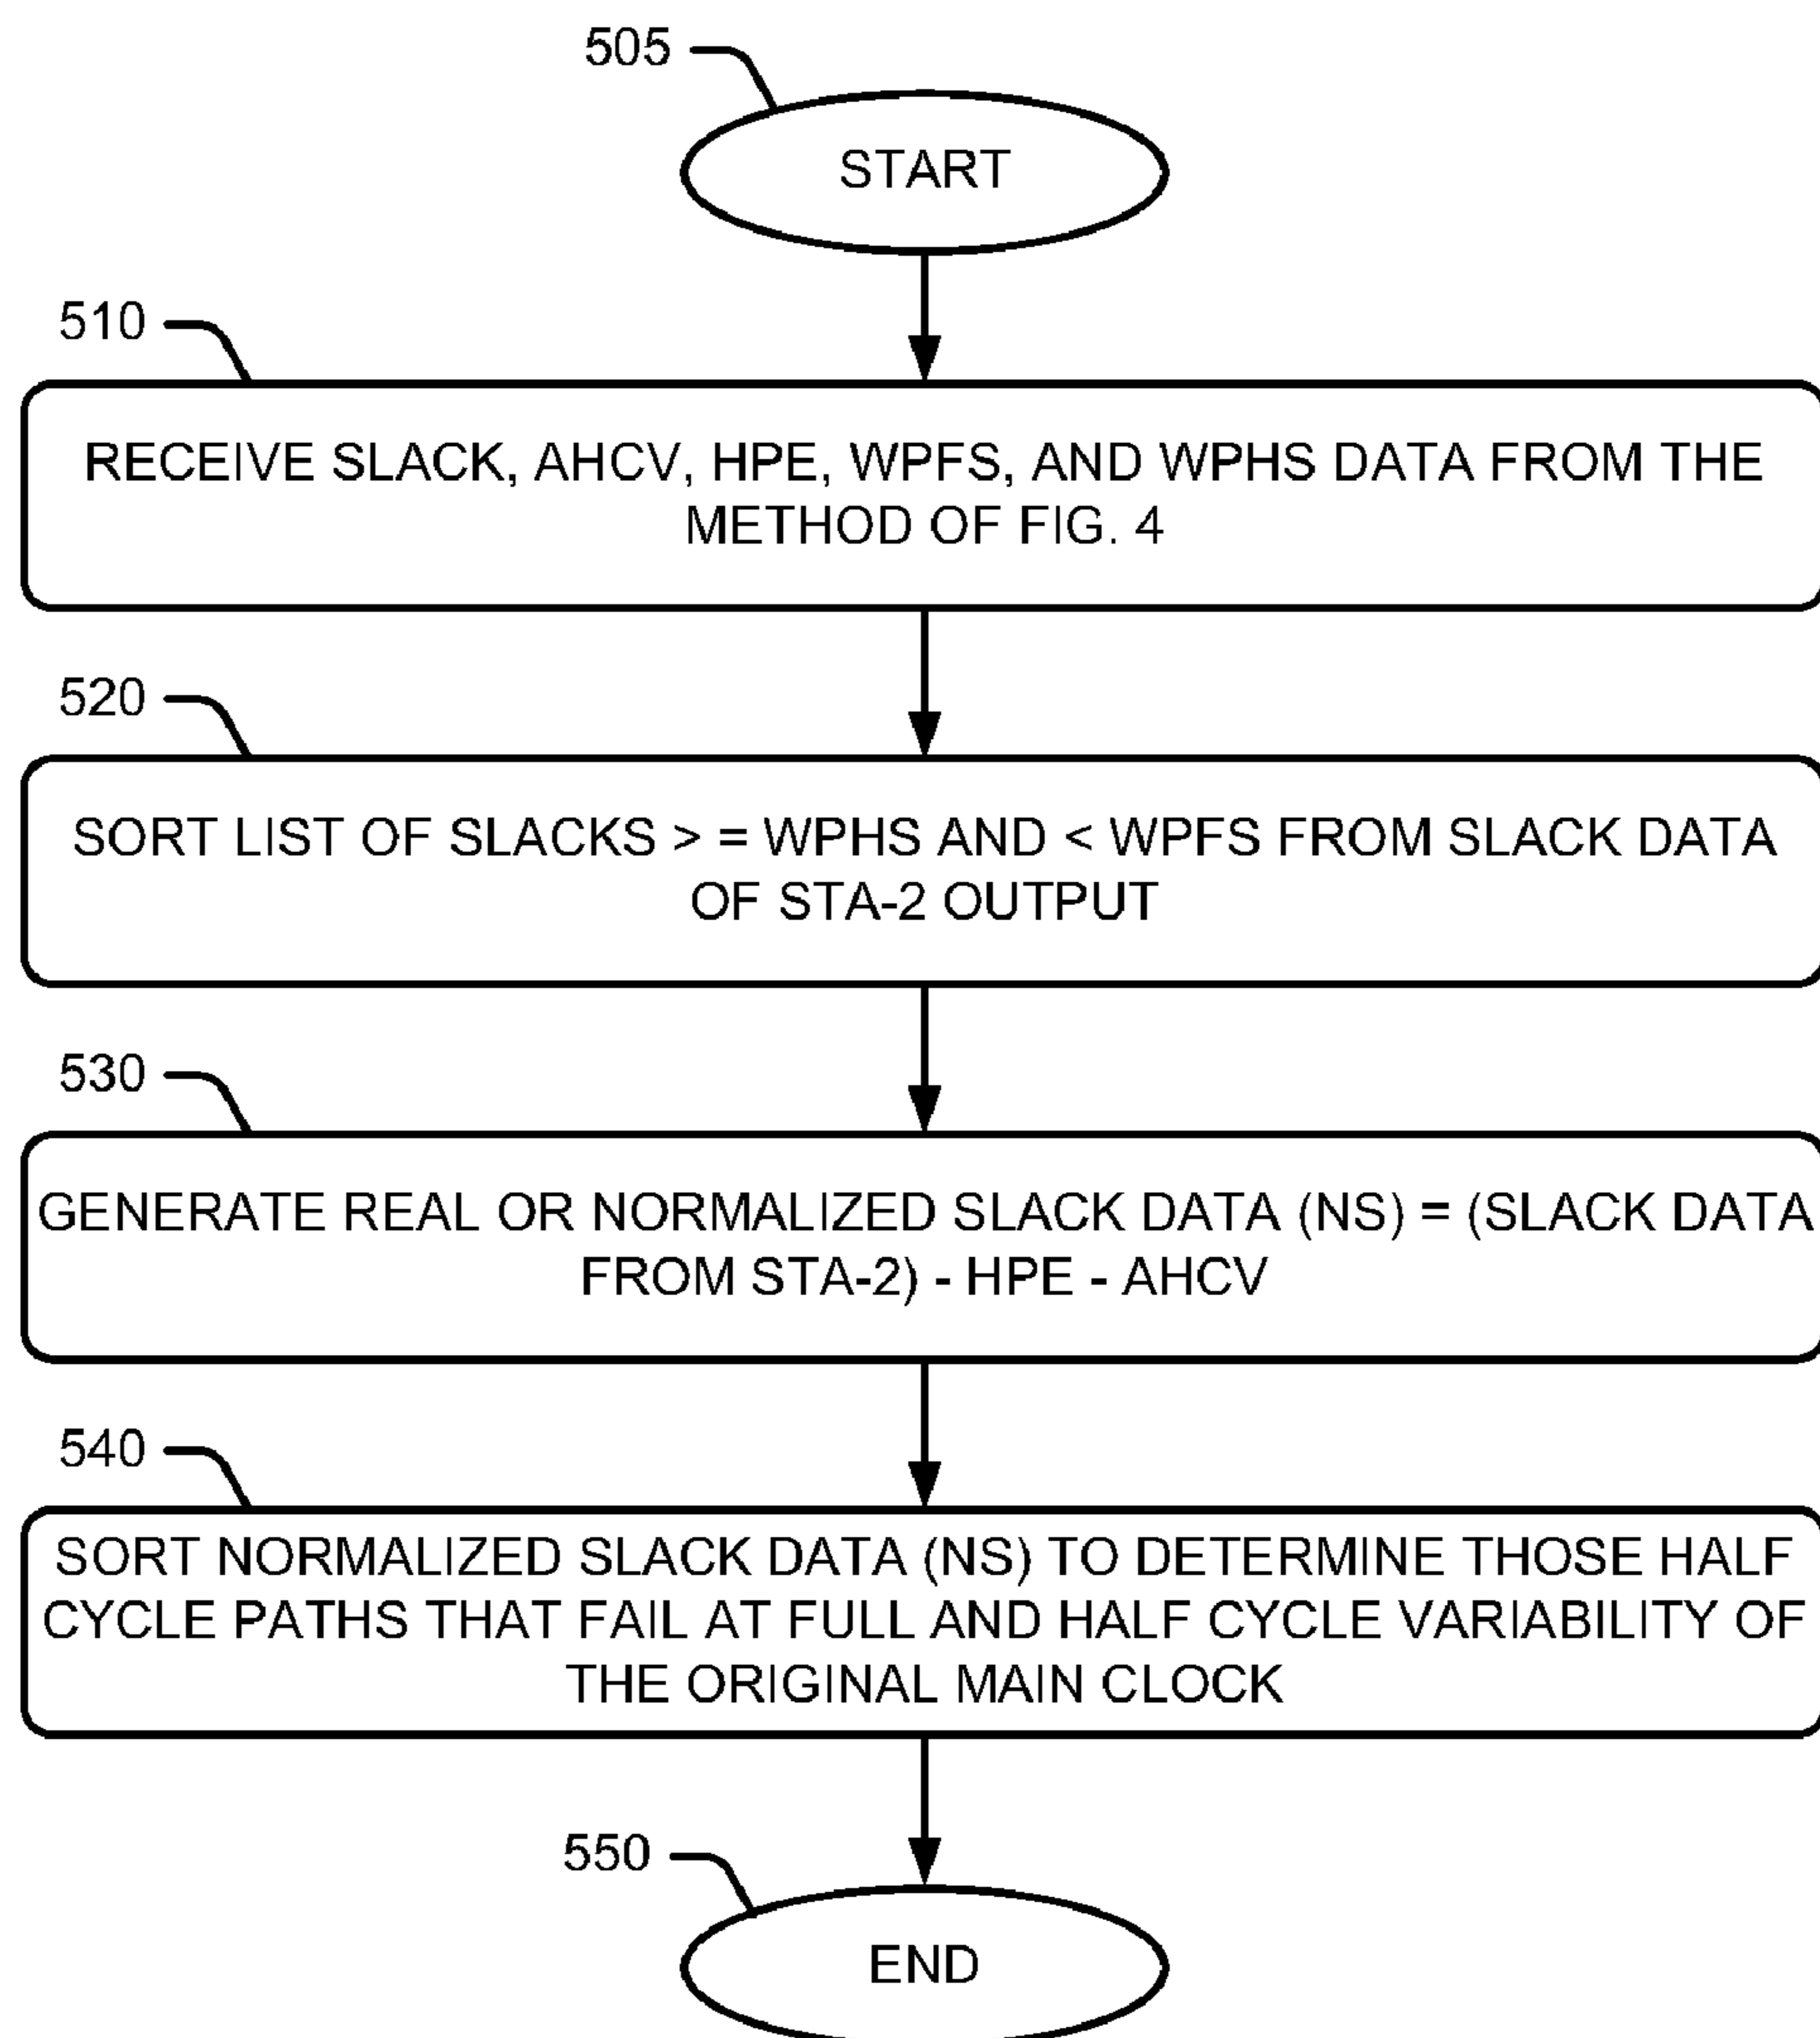 505
START
510
RECEIVE SLACK, AHCV, HPE, WPFS, AND WPHS DATA FROM THE
METHOD OF FIG. 4
520
SORT LIST OF SLACKS > = WPHS AND < WPFS FROM SLACK DATA
OF STA-2 OUTPUT
530
GENERATE REAL OR NORMALIZED SLACK DATA (NS) = (SLACK DATA
FROM STA-2) - HPE - AHCV
540
SORT NORMALIZED SLACK DATA (NS) TO DETERMINE THOSE HALF
CYCLE PATHS THAT FAIL AT FULL AND HALF CYCLE VARIABILITY OF
THE ORIGINAL MAIN CLOCK
550
END